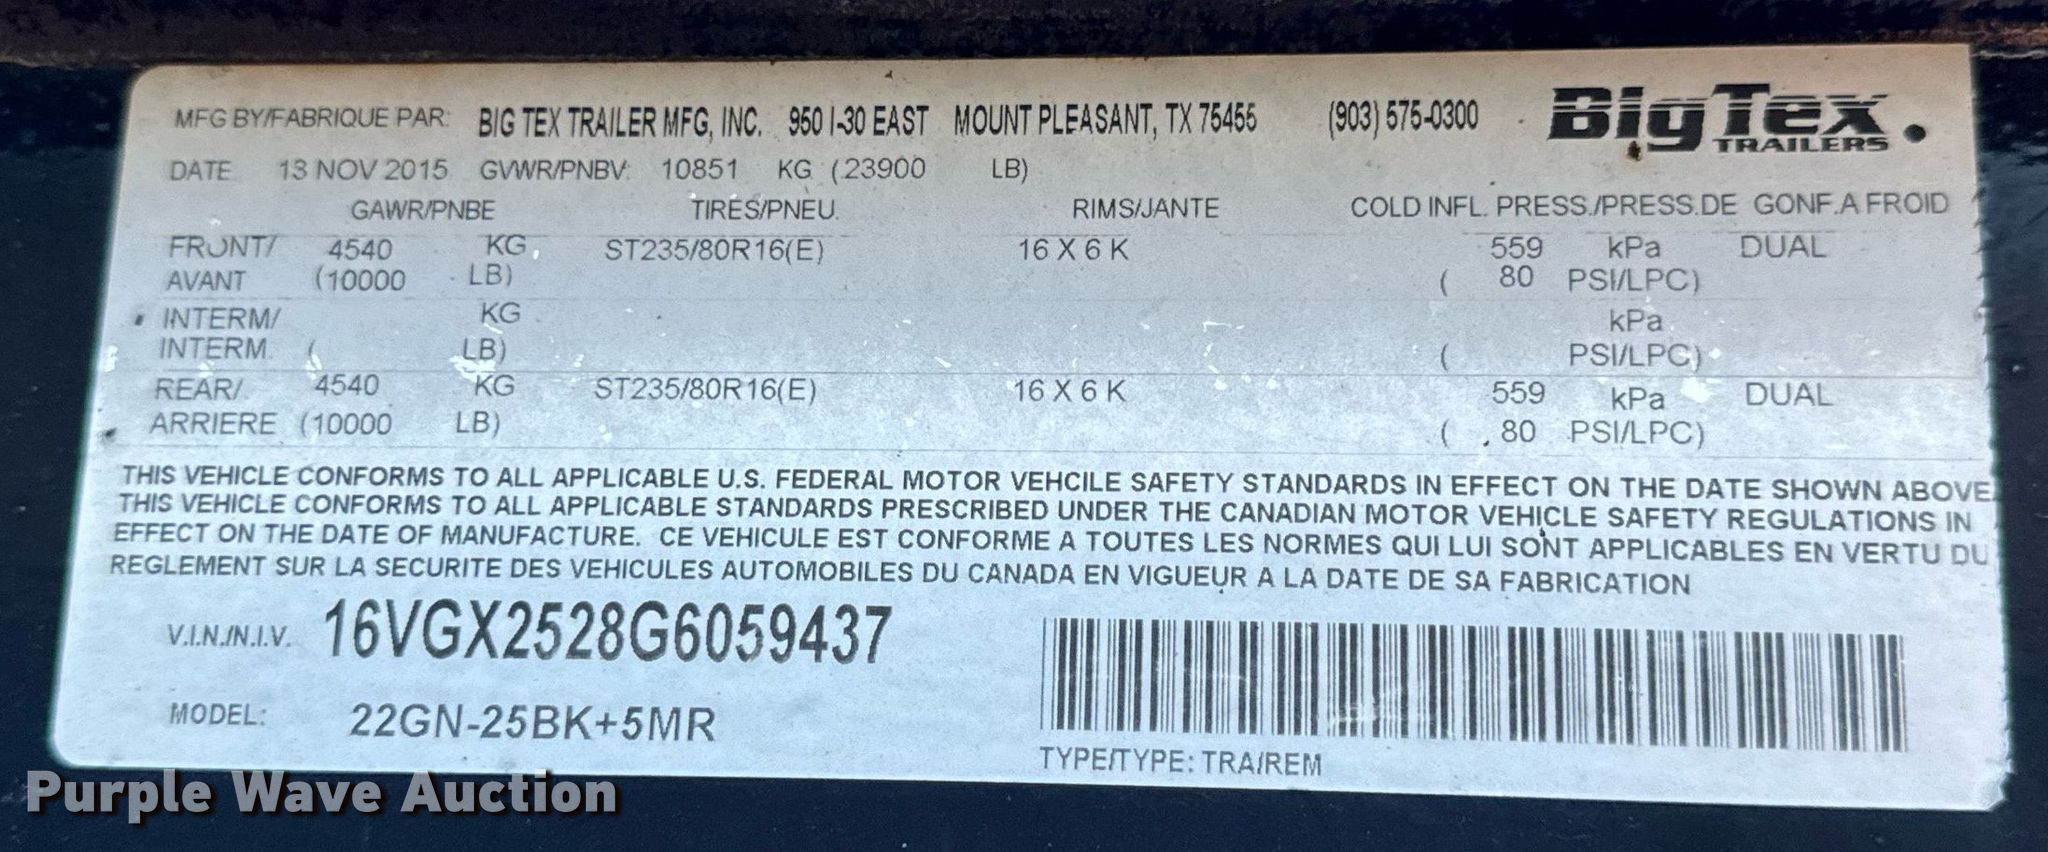 MFG BY/FABRIQUE PAR: BIG TEX TRAILER MFG, INC. 950 I-30 EAST MOUNT PLEASANT, TX 75455 (903) 575-0300 BigTex TRAILERS
DATE 13 NOV 2015 GVWR/PNBV: 10851 KG (23900 LB)
GAWR/PNBE TIRES/PNEU. RIMS/JANTE COLD INFL. PRESS./PRESS.DE GONF.A FROID
FRONT/ 4540 KG ST235/80R16(E) 16 X 6 K 559 kPa DUAL
AVANT (10000 LB) ( 80 PSI/LPC)
INTERM/ KG kPa
INTERM. ( LB) ( PSI/LPC)
REAR/ 4540 KG ST235/80R16(E) 16 X 6 K 559 kPa DUAL
ARRIERE (10000 LB) ( 80 PSI/LPC)
THIS VEHICLE CONFORMS TO ALL APPLICABLE U.S. FEDERAL MOTOR VEHCILE SAFETY STANDARDS IN EFFECT ON THE DATE SHOWN ABOVE.
THIS VEHICLE CONFORMS TO ALL APPLICABLE STANDARDS PRESCRIBED UNDER THE CANADIAN MOTOR VEHICLE SAFETY REGULATIONS IN
EFFECT ON THE DATE OF MANUFACTURE. CE VEHICULE EST CONFORME A TOUTES LES NORMES QUI LUI SONT APPLICABLES EN VERTU DU
REGLEMENT SUR LA SECURITE DES VEHICULES AUTOMOBILES DU CANADA EN VIGUEUR A LA DATE DE SA FABRICATION
V.I.N./N.I.V. 16VGX2528G6059437
MODEL: 22GN-25BK+5MR
TYPE/TYPE: TRA/REM
Purple Wave Auction